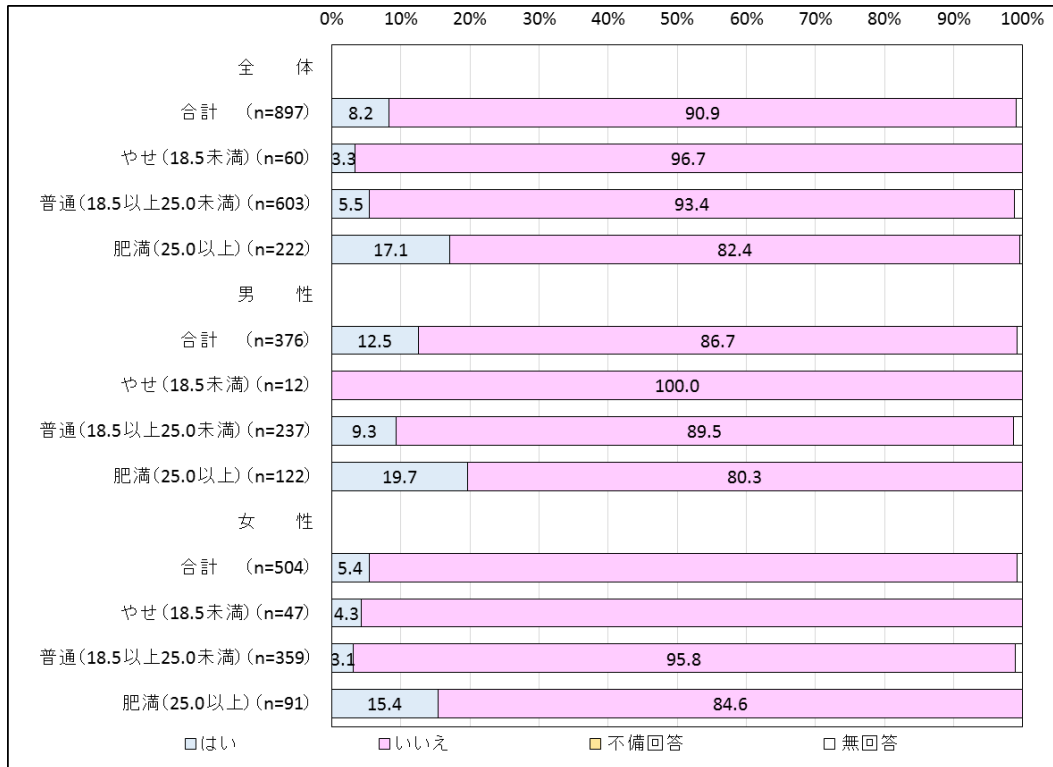 0% 10% 20% 30% 40% 50% 60% 70% 80% 90% 100%
全 体
合計 (n=897) 8.2 90.9
やせ(18.5未満) (n=60) 3.3 96.7
普通(18.5以上25.0未満) (n=603) 5.5 93.4
肥満(25.0以上) (n=222) 17.1 82.4
男 性
合計 (n=376) 12.5 86.7
やせ(18.5未満) (n=12) 100.0
普通(18.5以上25.0未満) (n=237) 9.3 89.5
肥満(25.0以上) (n=122) 19.7 80.3
女 性
合計 (n=504) 5.4
やせ(18.5未満) (n=47) 4.3
普通(18.5以上25.0未満) (n=359) 3.1 95.8
肥満(25.0以上) (n=91) 15.4 84.6
はい いいえ 不備回答 無回答